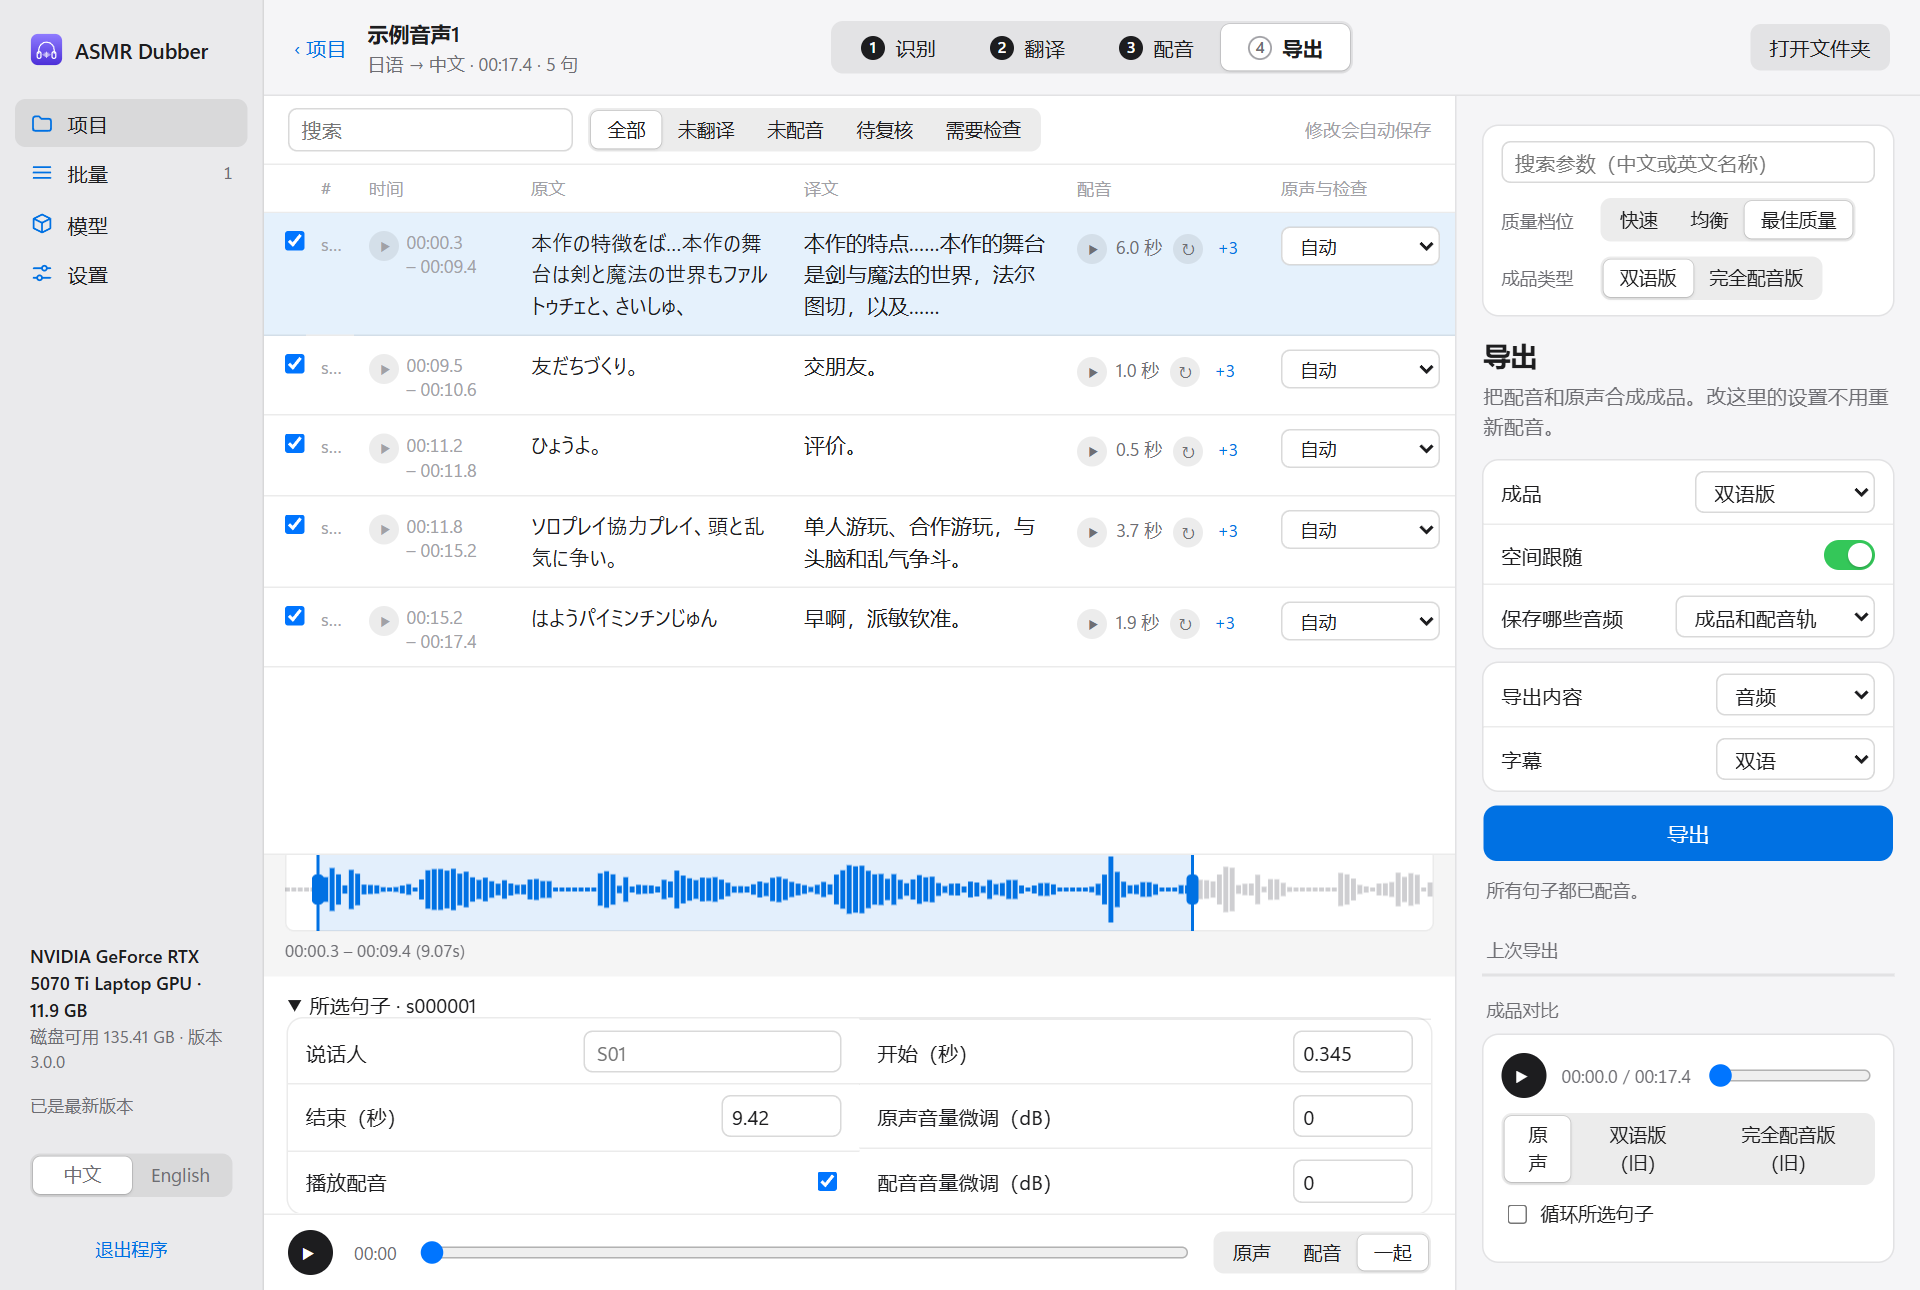 ASMR Dubber
项目
批量 1
模型
设置
NVIDIA GeForce RTX
5070 Ti Laptop GPU ·
11.9 GB
磁盘可用 135.41 GB · 版本
3.0.0
已是最新版本
中文 English
退出程序
‹ 项目
示例音声1
日语 → 中文 · 00:17.4 · 5 句
1 识别 2 翻译 3 配音 4 导出
打开文件夹
搜索
全部 未翻译 未配音 待复核 需要检查
修改会自动保存
# 时间 原文 译文 配音 原声与检查
s... 00:00.3
– 00:09.4
本作の特徴をば...本作の舞
台は剣と魔法の世界もファル
トゥチェと、さいしゅ、
本作的特点……本作的舞台
是剑与魔法的世界，法尔
图切，以及……
6.0 秒 ↻ +3 自动
s... 00:09.5
– 00:10.6
友だちづくり。
交朋友。
1.0 秒 ↻ +3 自动
s... 00:11.2
– 00:11.8
ひょうよ。
评价。
0.5 秒 ↻ +3 自动
s... 00:11.8
– 00:15.2
ソロプレイ協力プレイ、頭と乱
気に争い。
单人游玩、合作游玩，与
头脑和乱气争斗。
3.7 秒 ↻ +3 自动
s... 00:15.2
– 00:17.4
はようパイミンチンじゅん
早啊，派敏钦准。
1.9 秒 ↻ +3 自动
00:00.3 – 00:09.4 (9.07s)
▼ 所选句子 · s000001
说话人 S01 开始（秒） 0.345
结束（秒） 9.42 原声音量微调（dB） 0
播放配音 配音音量微调（dB） 0
00:00
原声 配音 一起
搜索参数（中文或英文名称）
质量档位 快速 均衡 最佳质量
成品类型 双语版 完全配音版
导出
把配音和原声合成成品。改这里的设置不用重
新配音。
成品 双语版
空间跟随
保存哪些音频 成品和配音轨
导出内容 音频
字幕 双语
导出
所有句子都已配音。
上次导出
成品对比
00:00.0 / 00:17.4
原
声
双语版
(旧)
完全配音版
(旧)
循环所选句子